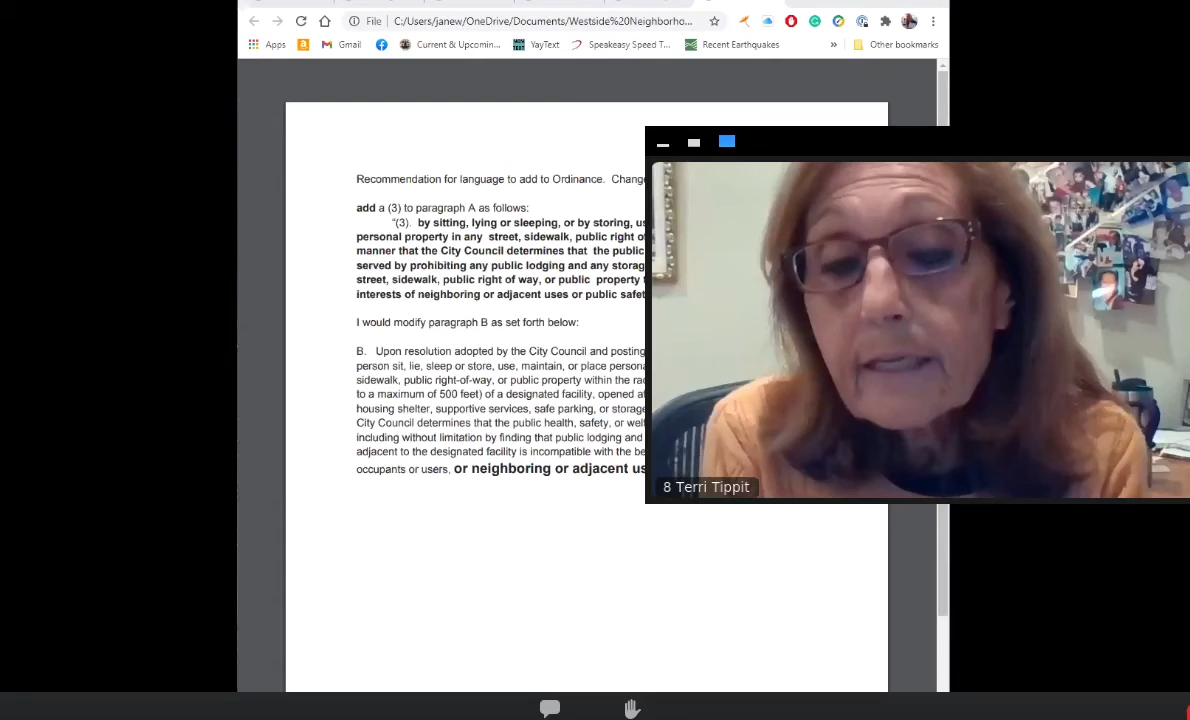 File C:/Users/janew/OneDrive/Documents/Westside%20Neighborho...
Apps Gmail Current & Upcomin... YayText Speakeasy Speed T... Recent Earthquakes » Other bookmarks
Recommendation for language to add to Ordinance. Change
add a (3) to paragraph A as follows:
"(3). by sitting, lying or sleeping, or by storing, us
personal property in any street, sidewalk, public right of
manner that the City Council determines that the public
served by prohibiting any public lodging and any storag
street, sidewalk, public right of way, or public property
interests of neighboring or adjacent uses or public safet
I would modify paragraph B as set forth below:
B. Upon resolution adopted by the City Council and posting
person sit, lie, sleep or store, use, maintain, or place persona
sidewalk, public right-of-way, or public property within the rad
to a maximum of 500 feet) of a designated facility, opened af
housing shelter, supportive services, safe parking, or storage
City Council determines that the public health, safety, or welf
including without limitation by finding that public lodging and
adjacent to the designated facility is incompatible with the be
occupants or users, or neighboring or adjacent us
8 Terri Tippit